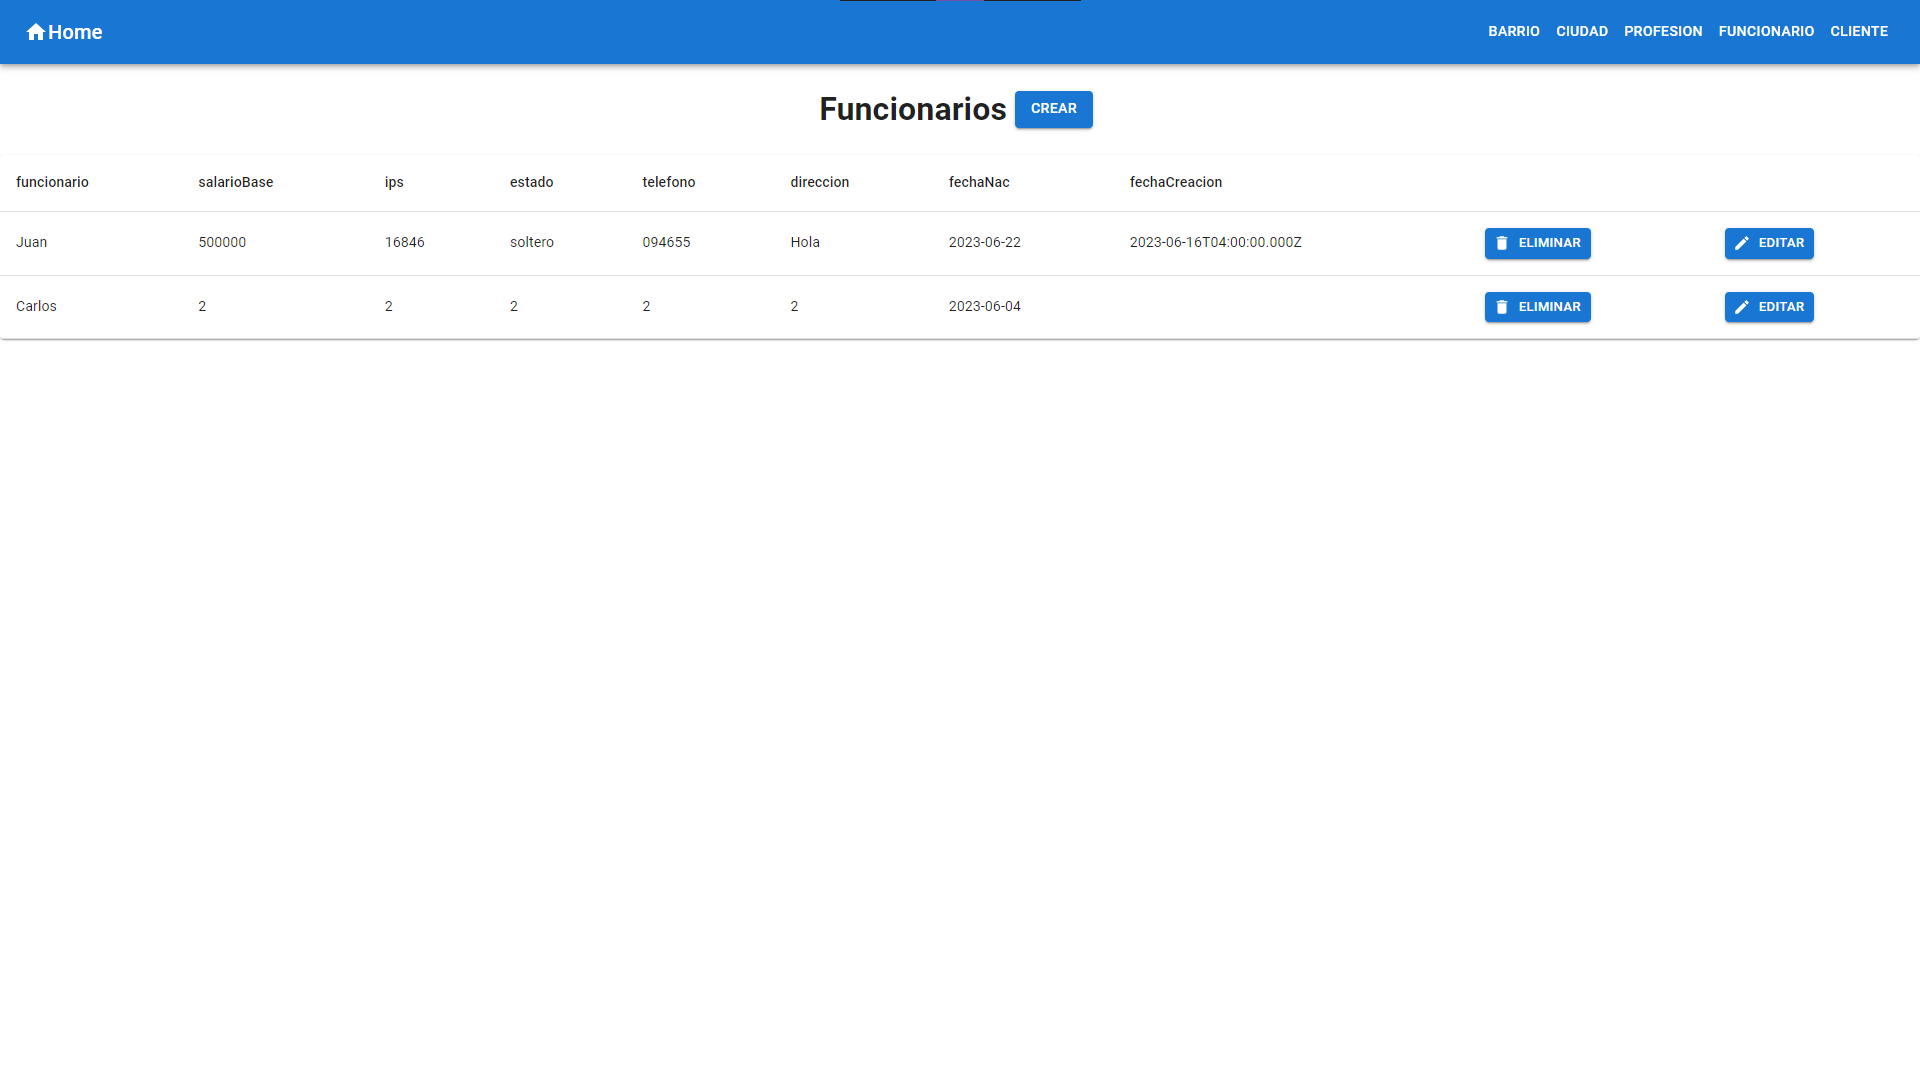 Home BARRIO CIUDAD PROFESION FUNCIONARIO CLIENTE
Funcionarios CREAR
funcionario salarioBase ips estado telefono direccion fechaNac fechaCreacion
Juan 500000 16846 soltero 094655 Hola 2023-06-22 2023-06-16T04:00:00.000Z ELIMINAR EDITAR
Carlos 2 2 2 2 2 2023-06-04 ELIMINAR EDITAR